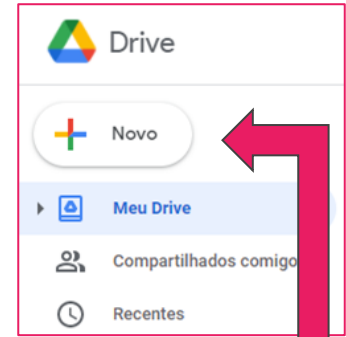 Drive
Novo
Meu Drive
Compartilhados comigo
Recentes